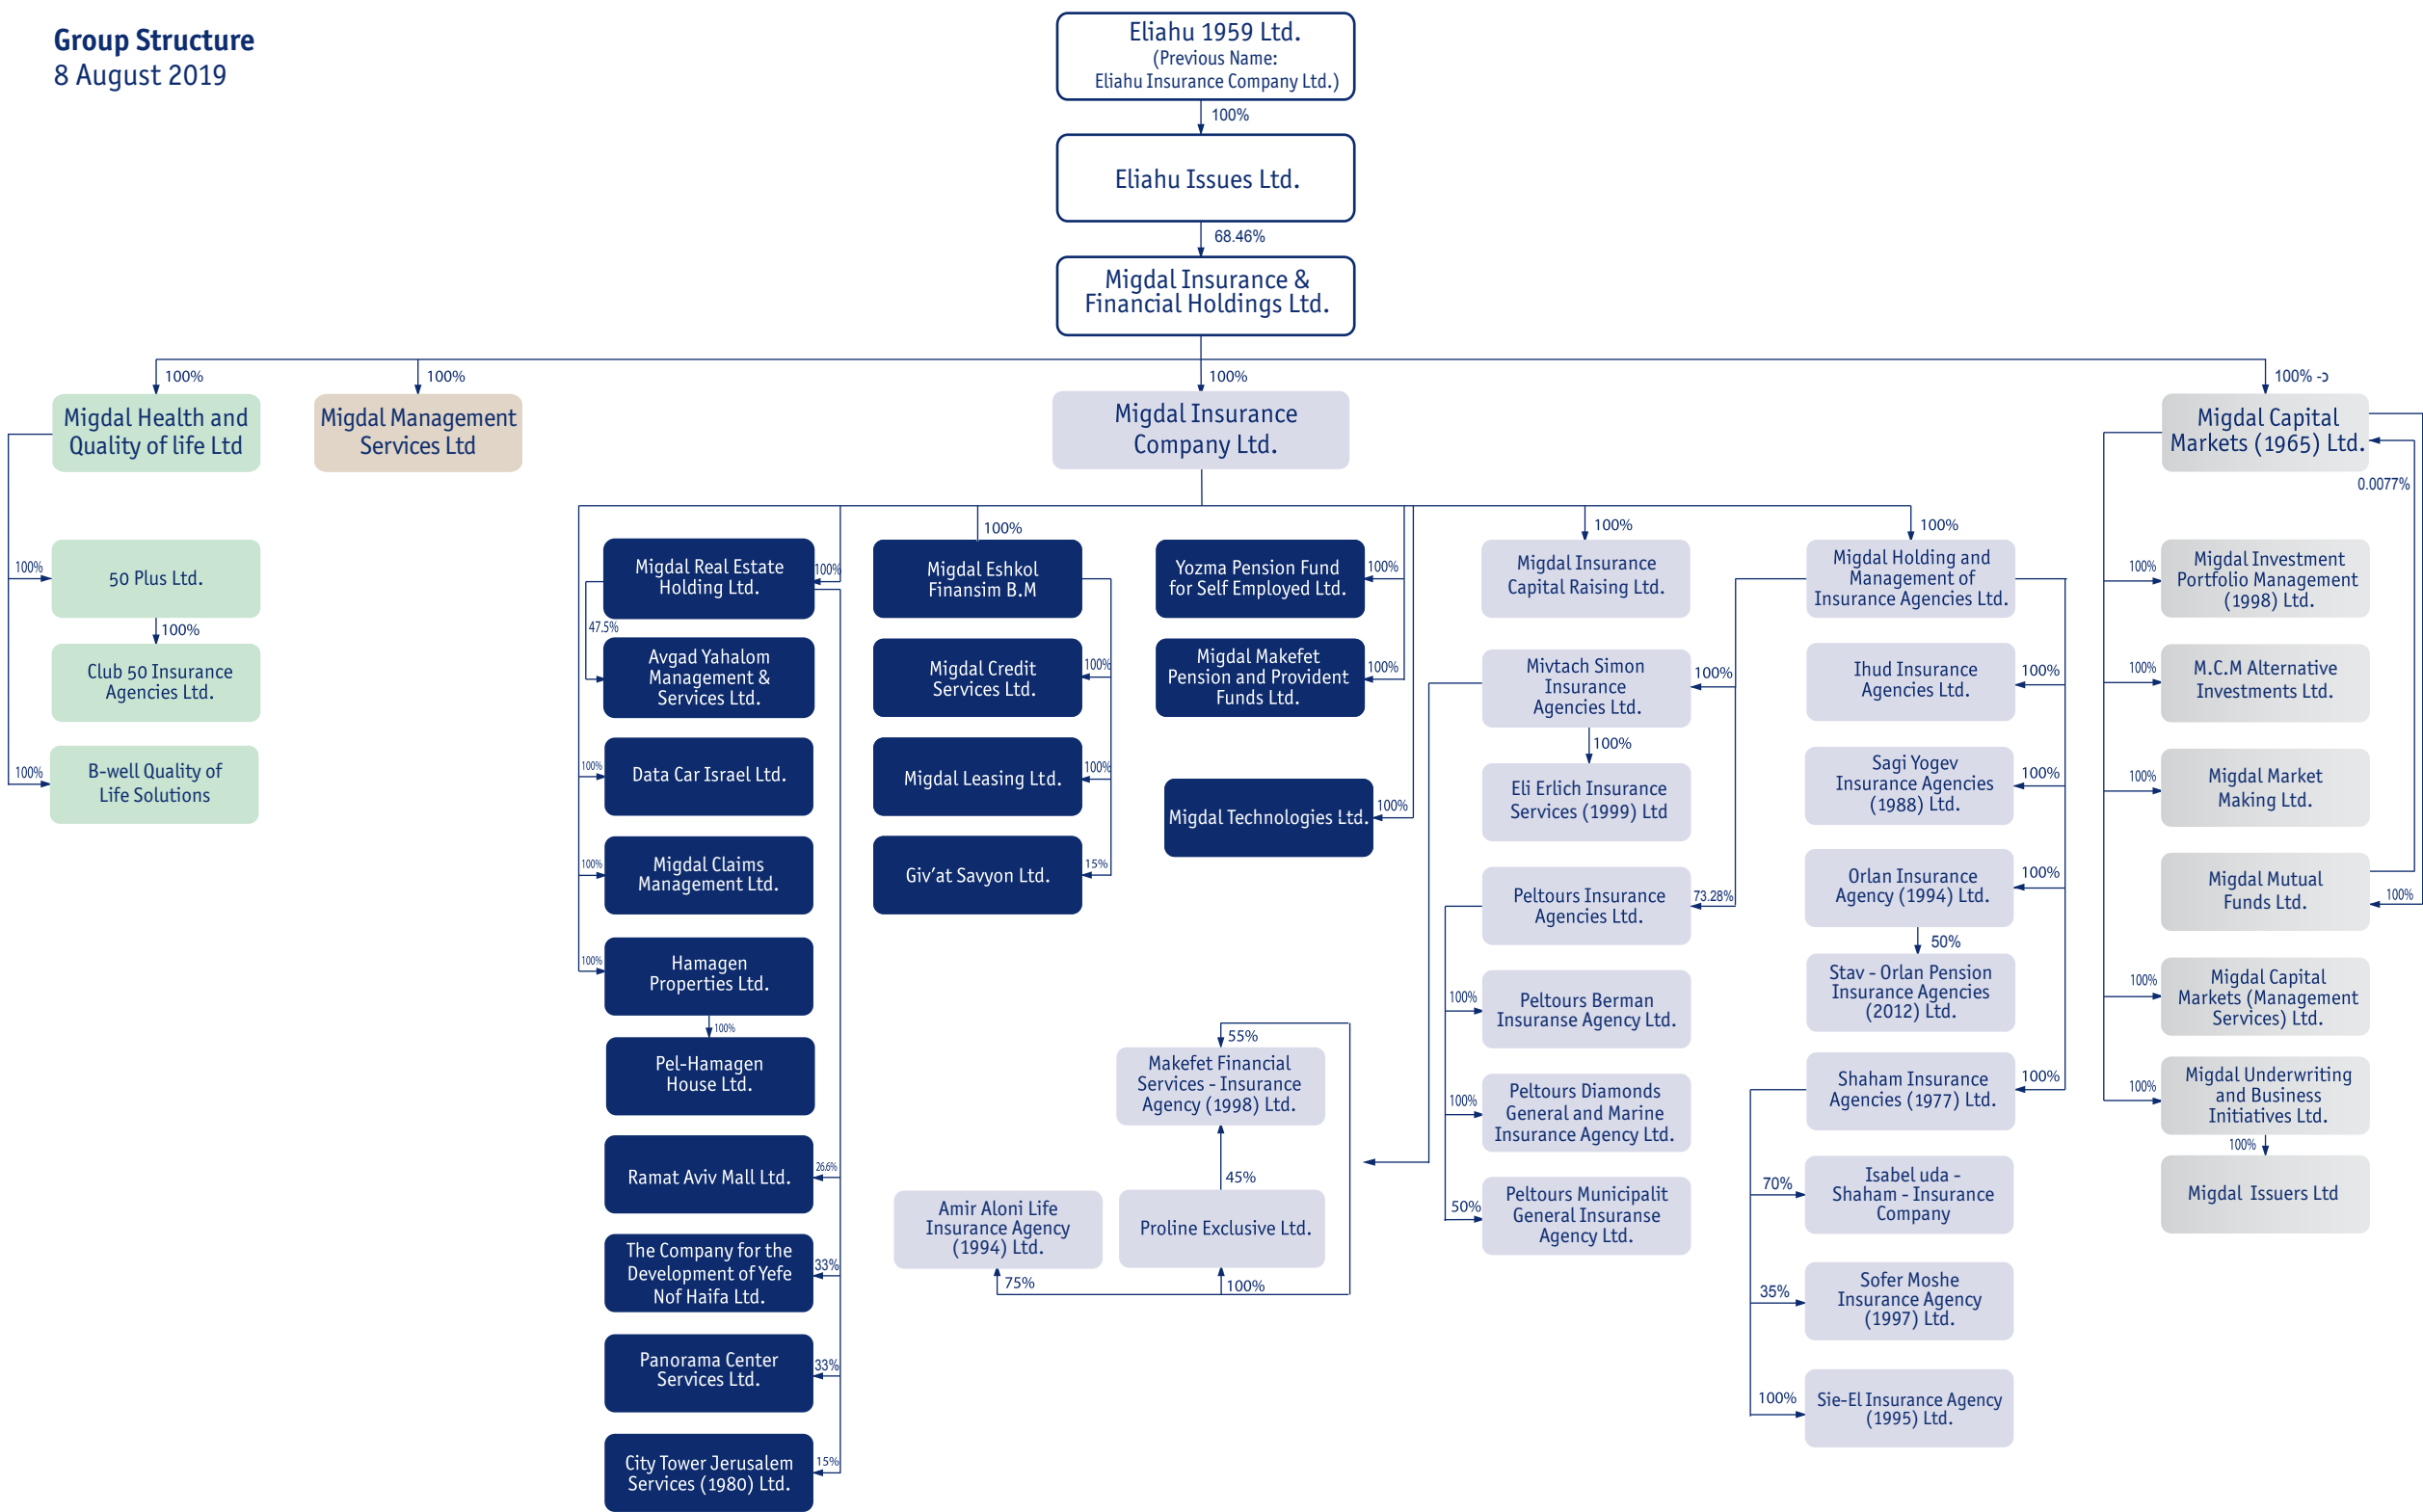 Group Structure
8 August 2019
Eliahu 1959 Ltd.
(Previous Name:
Eliahu Insurance Company Ltd.)
100%
Eliahu Issues Ltd.
68.46%
Migdal Insurance &
Financial Holdings Ltd.
100%
100%
100%
100% -כ
Migdal Health and
Quality of life Ltd
Migdal Management
Services Ltd
Migdal Insurance
Company Ltd.
Migdal Capital
Markets (1965) Ltd.
0.0077%
100%
50 Plus Ltd.
100%
Club 50 Insurance
Agencies Ltd.
100%
B-well Quality of
Life Solutions
100%
Migdal Real Estate
Holding Ltd.
47.5%
Avgad Yahalom
Management &
Services Ltd.
100%
Data Car Israel Ltd.
100%
Migdal Claims
Management Ltd.
100%
Hamagen
Properties Ltd.
100%
Pel-Hamagen
House Ltd.
26.6%
Ramat Aviv Mall Ltd.
33%
The Company for the
Development of Yefe
Nof Haifa Ltd.
33%
Panorama Center
Services Ltd.
15%
City Tower Jerusalem
Services (1980) Ltd.
100%
Migdal Eshkol
Finansim B.M
100%
Migdal Credit
Services Ltd.
100%
Migdal Leasing Ltd.
15%
Giv’at Savyon Ltd.
100%
Yozma Pension Fund
for Self Employed Ltd.
100%
Migdal Makefet
Pension and Provident
Funds Ltd.
100%
Migdal Technologies Ltd.
55%
Makefet Financial
Services - Insurance
Agency (1998) Ltd.
45%
Amir Aloni Life
Insurance Agency
(1994) Ltd.
Proline Exclusive Ltd.
75%
100%
100%
Migdal Insurance
Capital Raising Ltd.
100%
Mivtach Simon
Insurance
Agencies Ltd.
100%
Eli Erlich Insurance
Services (1999) Ltd
73.28%
Peltours Insurance
Agencies Ltd.
100%
Peltours Berman
Insuranse Agency Ltd.
100%
Peltours Diamonds
General and Marine
Insurance Agency Ltd.
50%
Peltours Municipalit
General Insuranse
Agency Ltd.
100%
Migdal Holding and
Management of
Insurance Agencies Ltd.
100%
Ihud Insurance
Agencies Ltd.
100%
Sagi Yogev
Insurance Agencies
(1988) Ltd.
100%
Orlan Insurance
Agency (1994) Ltd.
50%
Stav - Orlan Pension
Insurance Agencies
(2012) Ltd.
100%
Shaham Insurance
Agencies (1977) Ltd.
70%
Isabel uda -
Shaham - Insurance
Company
35%
Sofer Moshe
Insurance Agency
(1997) Ltd.
100%
Sie-El Insurance Agency
(1995) Ltd.
100%
Migdal Investment
Portfolio Management
(1998) Ltd.
100%
M.C.M Alternative
Investments Ltd.
100%
Migdal Market
Making Ltd.
Migdal Mutual
Funds Ltd.
100%
100%
Migdal Capital
Markets (Management
Services) Ltd.
100%
Migdal Underwriting
and Business
Initiatives Ltd.
100%
Migdal Issuers Ltd